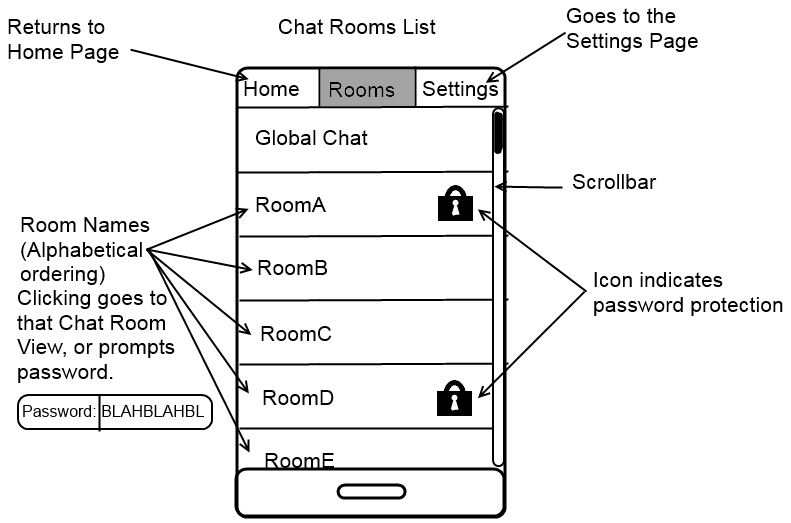 Chat Rooms List
Returns to
Home Page
Goes to the
Settings Page
Home
Rooms
Settings
Global Chat
RoomA
RoomB
RoomC
RoomD
RoomE
Scrollbar
Room Names
(Alphabetical
ordering)
Clicking goes to
that Chat Room
View, or prompts
password.
Password: BLAHBLAHBL
Icon indicates
password protection